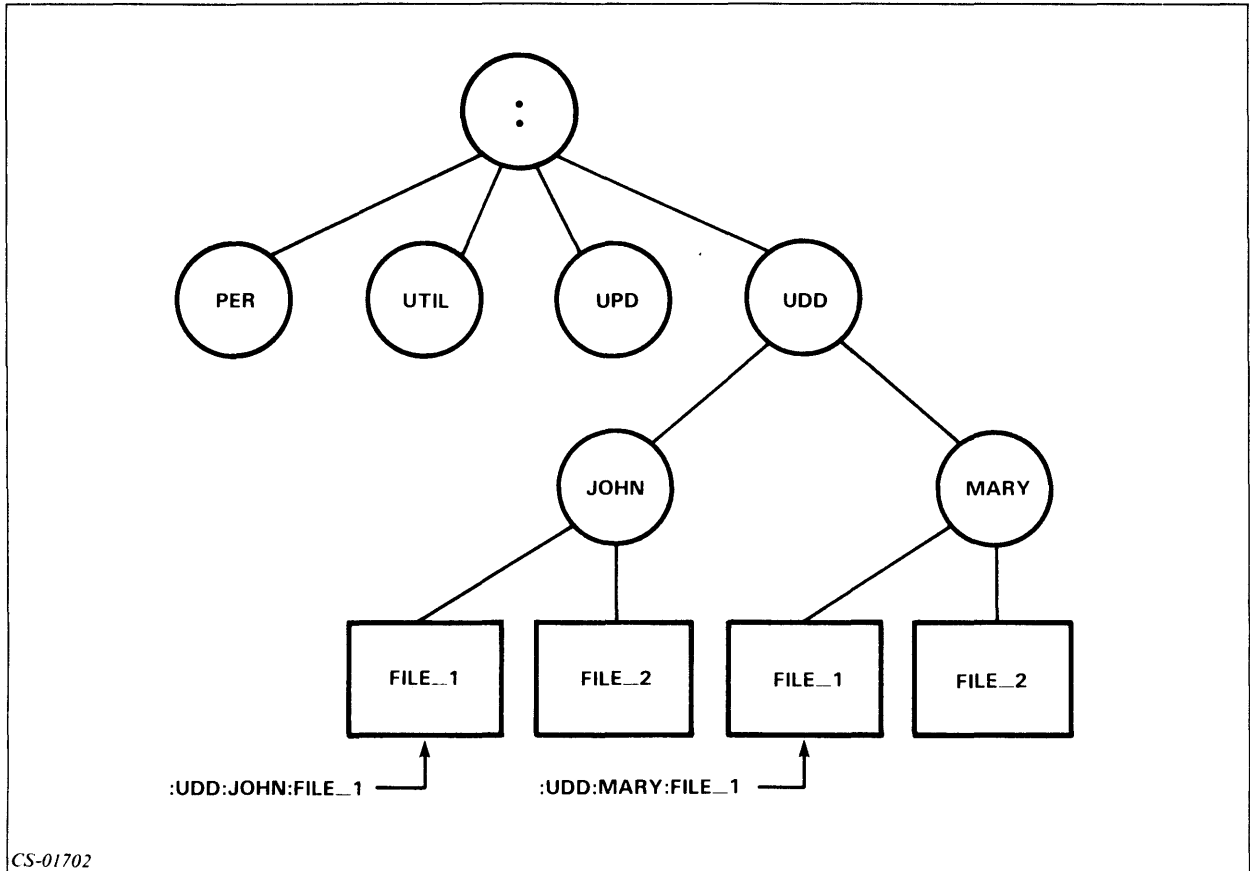 :
PER UTIL UPD UDD
JOHN MARY
FILE_1 FILE_2 FILE_1 FILE_2
:UDD:JOHN:FILE_1 :UDD:MARY:FILE_1
CS-01702